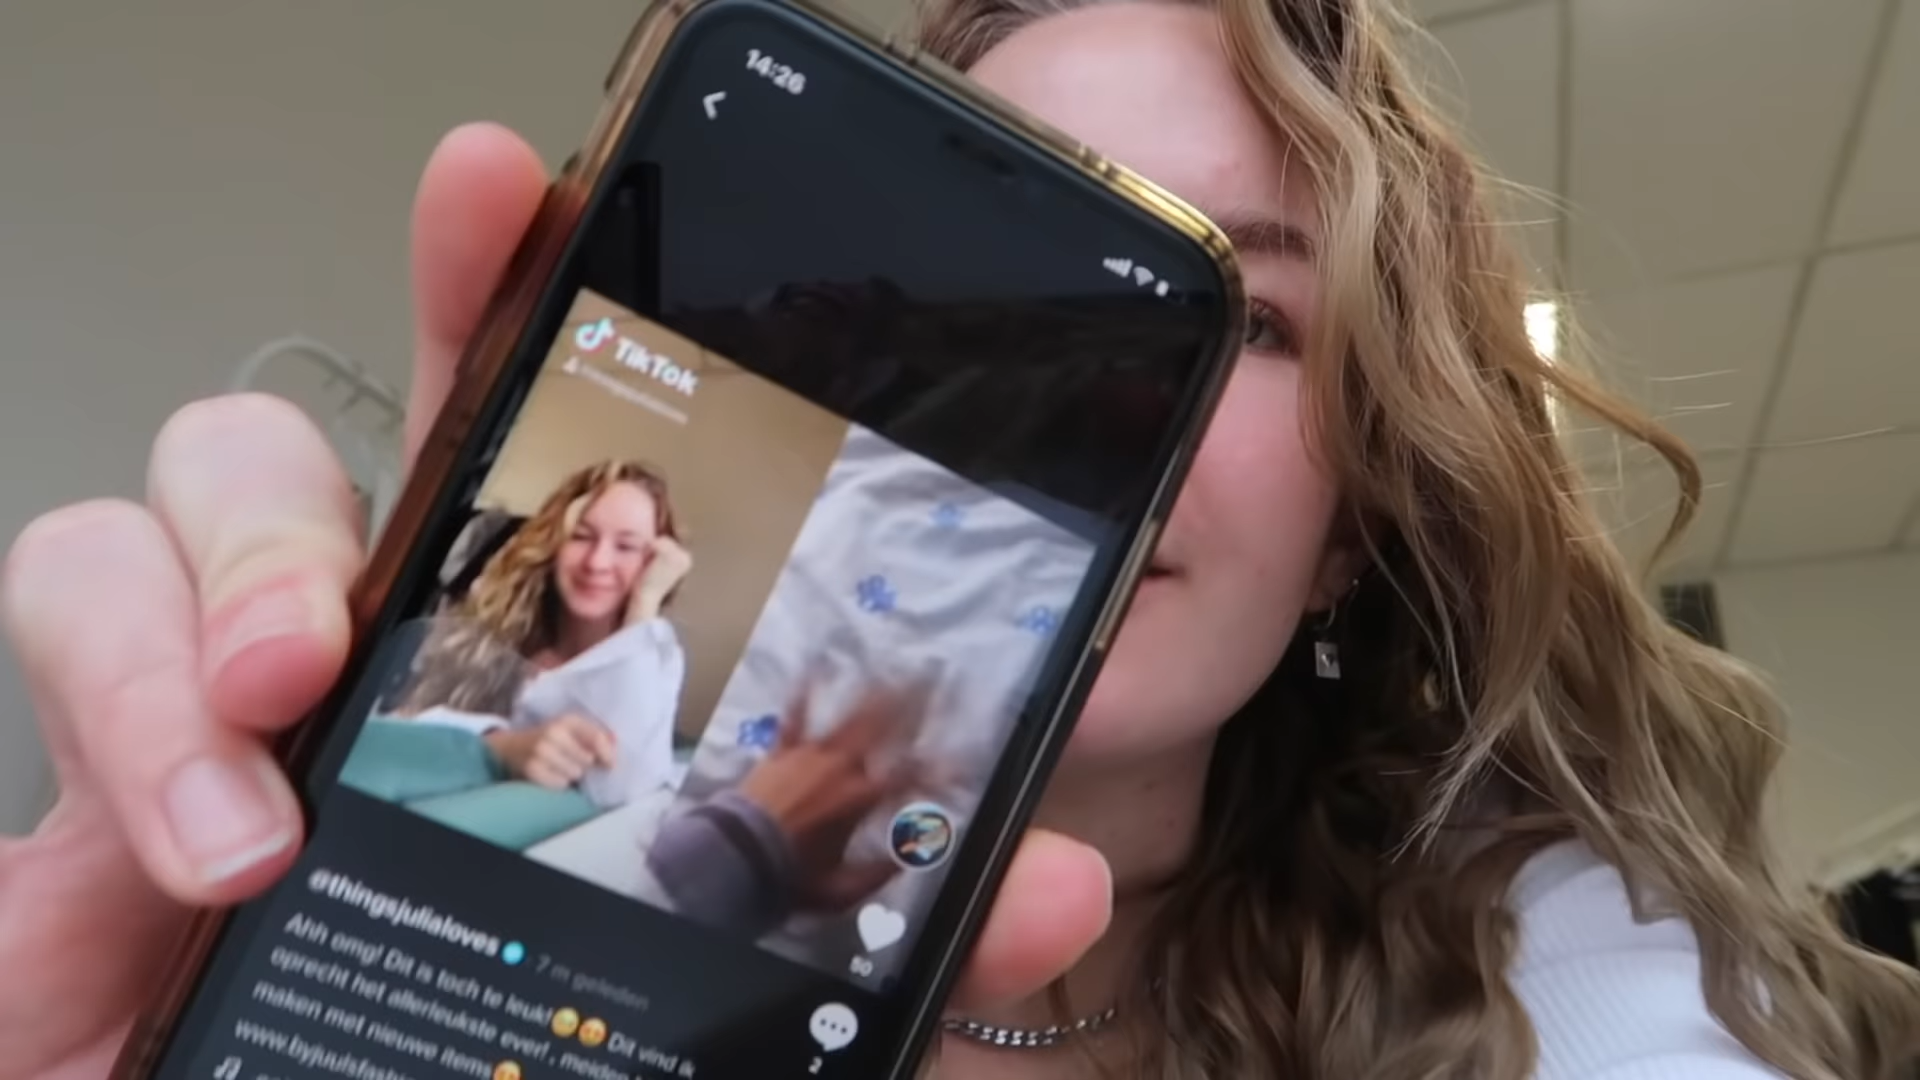 14:26
TikTok
@thingsjulialoves · 7 m geleden
Ahh omg! Dit is toch te leuk!😍😍 Dit vind ik
oprecht het allerleukste ever! , meiden
maken met nieuwe items😍
www.byjuulsfashi
50
2